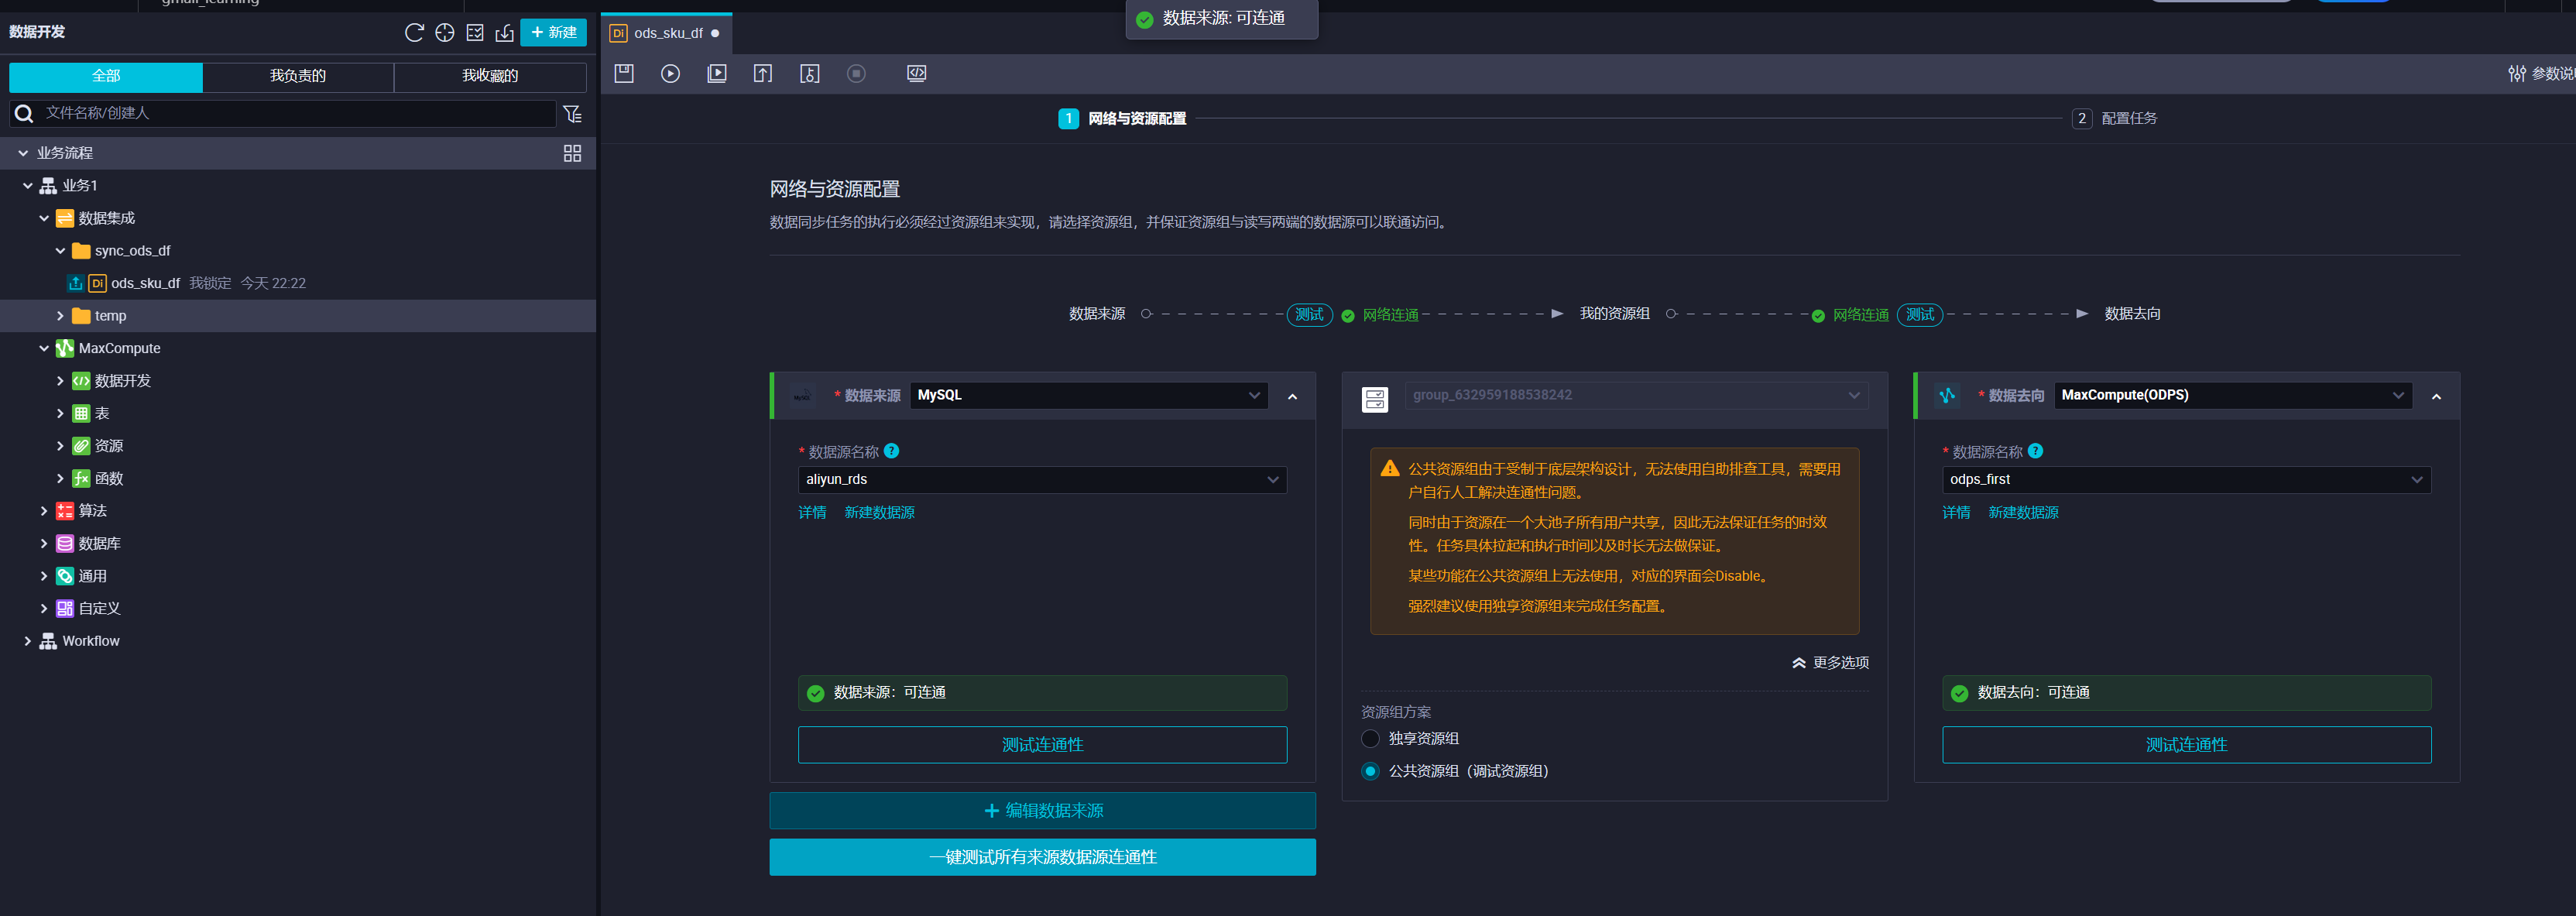 gmall_learning
数据开发
新建
全部
我负责的
我收藏的
文件名称/创建人
业务流程
业务1
数据集成
sync_ods_df
Di ods_sku_df 我锁定 今天 22:22
temp
MaxCompute
数据开发
表
资源
函数
算法
数据库
通用
自定义
Workflow
Di ods_sku_df
数据来源: 可连通
参数说
1 网络与资源配置
2 配置任务
网络与资源配置
数据同步任务的执行必须经过资源组来实现，请选择资源组，并保证资源组与读写两端的数据源可以联通访问。
数据来源 测试 网络连通 我的资源组 网络连通 测试 数据去向
* 数据来源 MySQL
* 数据源名称 ?
aliyun_rds
详情 新建数据源
数据来源：可连通
测试连通性
编辑数据来源
一键测试所有来源数据源连通性
group_632959188538242
公共资源组由于受制于底层架构设计，无法使用自助排查工具，需要用
户自行人工解决连通性问题。
同时由于资源在一个大池子所有用户共享，因此无法保证任务的时效
性。任务具体拉起和执行时间以及时长无法做保证。
某些功能在公共资源组上无法使用，对应的界面会Disable。
强烈建议使用独享资源组来完成任务配置。
更多选项
资源组方案
独享资源组
公共资源组（调试资源组）
* 数据去向 MaxCompute(ODPS)
* 数据源名称 ?
odps_first
详情 新建数据源
数据去向：可连通
测试连通性